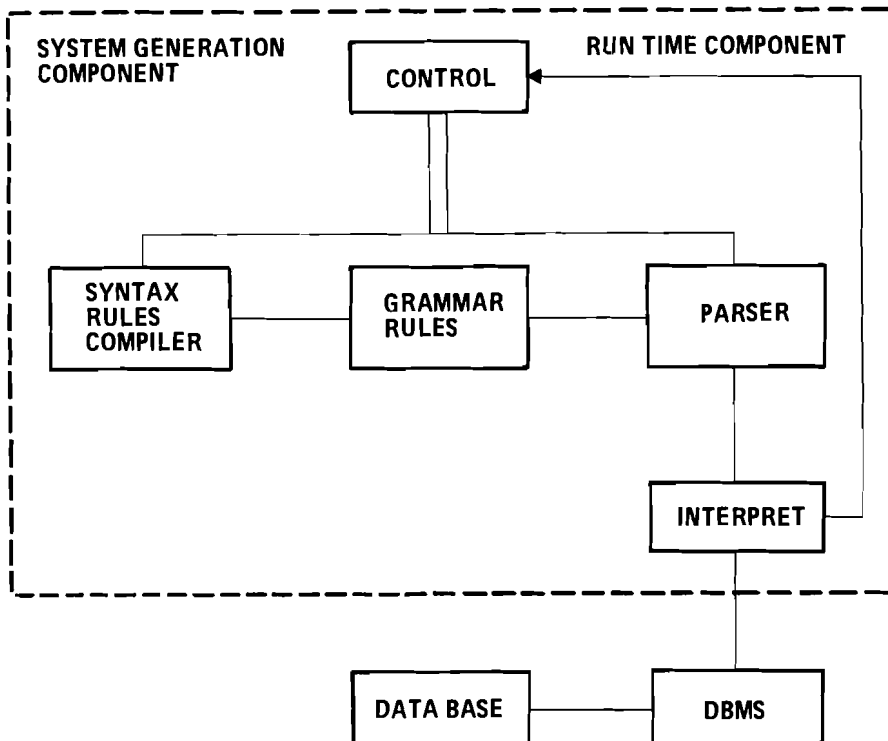 SYSTEM GENERATION
COMPONENT
RUN TIME COMPONENT
CONTROL
SYNTAX
RULES
COMPILER
GRAMMAR
RULES
PARSER
INTERPRET
DATA BASE
DBMS